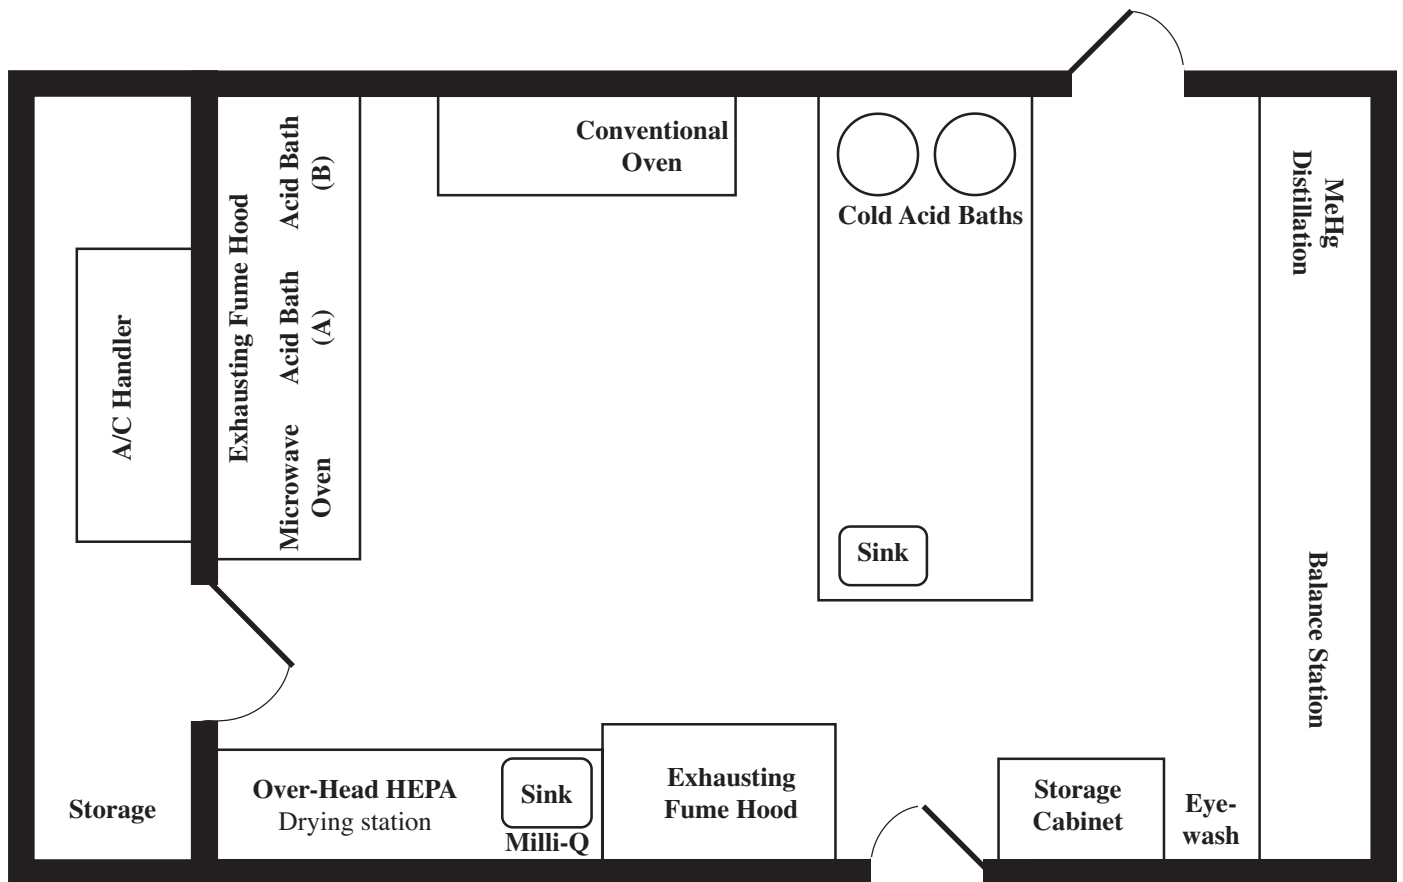 A/C Handler
Storage
Exhausting Fume Hood
Acid Bath
(B)
Acid Bath
(A)
Microwave
Oven
Conventional
Oven
Cold Acid Baths
Sink
MeHg
Distillation
Balance Station
Over-Head HEPA
Drying station
Sink
Milli-Q
Exhausting
Fume Hood
Storage
Cabinet
Eye-
wash